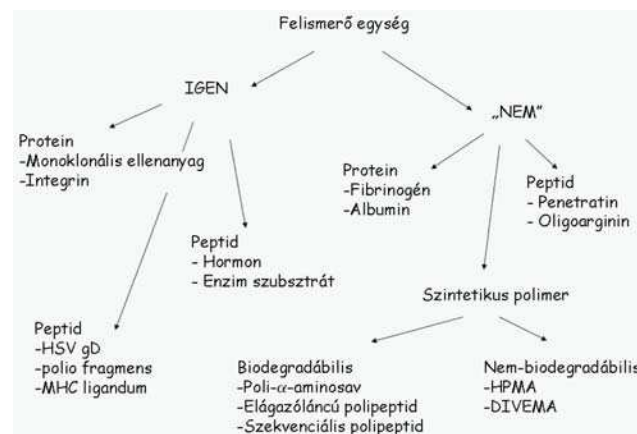 Felismerő egység
IGEN
„NEM”
Protein
-Monoklonális ellenanyag
-Integrin
Protein
-Fibrinogén
-Albumin
Peptid
- Penetratin
- Oligoarginin
Peptid
- Hormon
- Enzim szubsztrát
Szintetikus polimer
Peptid
-HSV gD
-polio fragmens
-MHC ligandum
Biodegradábilis
-Poli-α-aminosav
-Elágazóláncú polipeptid
-Szekvenciális polipeptid
Nem-biodegradábilis
-HPMA
-DIVEMA